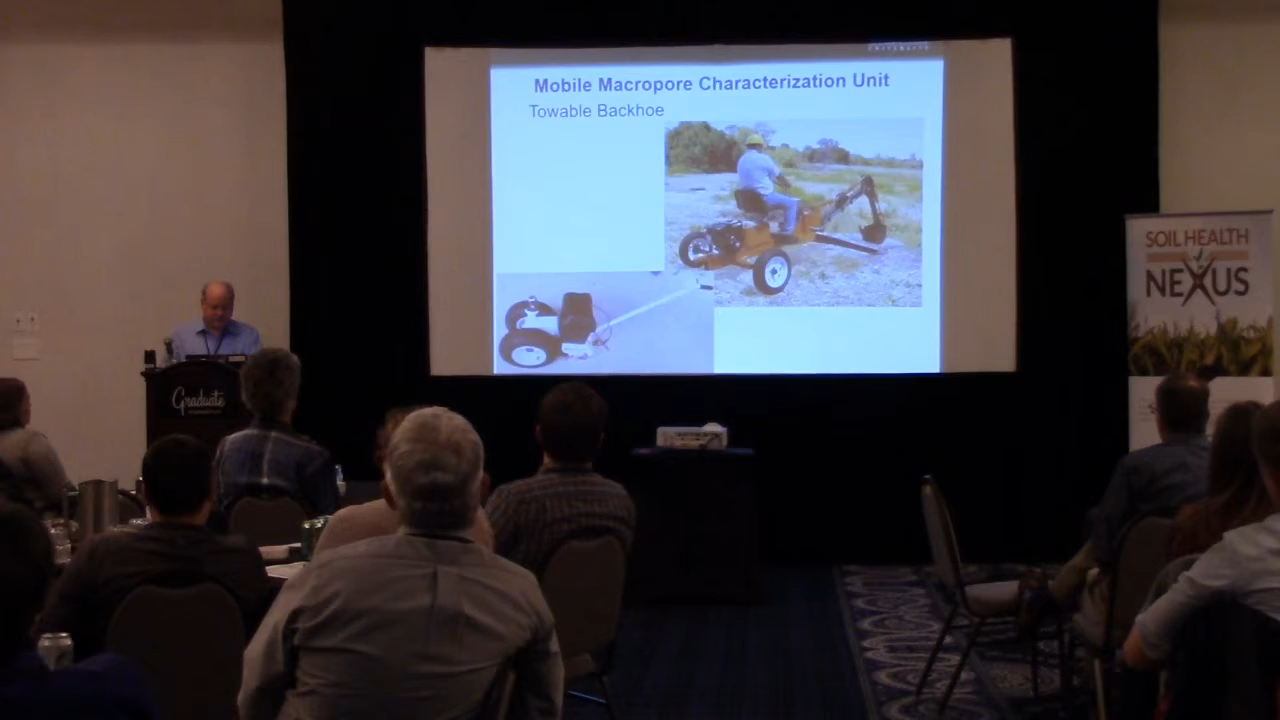 Mobile Macropore Characterization Unit
Towable Backhoe
SOIL HEALTH
NEXUS
Graduate